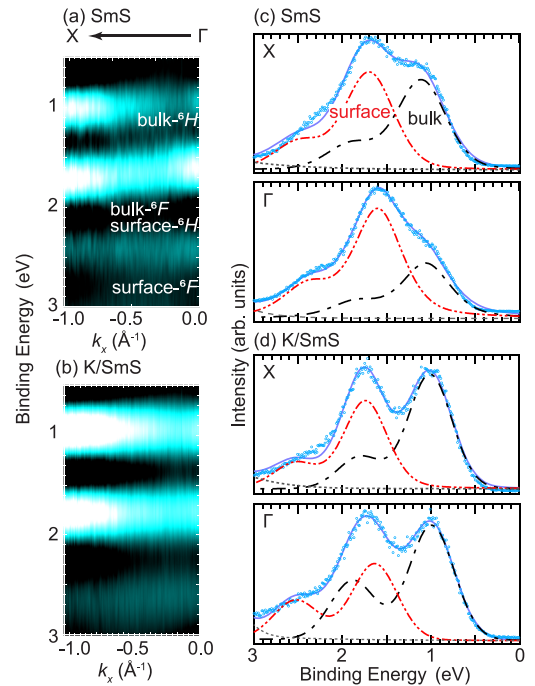 (a) SmS
X Γ
1
2
3
bulk-⁶H
bulk-⁶F
surface-⁶H
surface-⁶F
-1.0 -0.5 0.0
kₓ (Å⁻¹)
(b) K/SmS
1
2
3
-1.0 -0.5 0.0
kₓ (Å⁻¹)
Binding Energy (eV)
(c) SmS
X
surface
bulk
Γ
(d) K/SmS
X
Γ
3 2 1 0
Binding Energy (eV)
Intensity (arb. units)